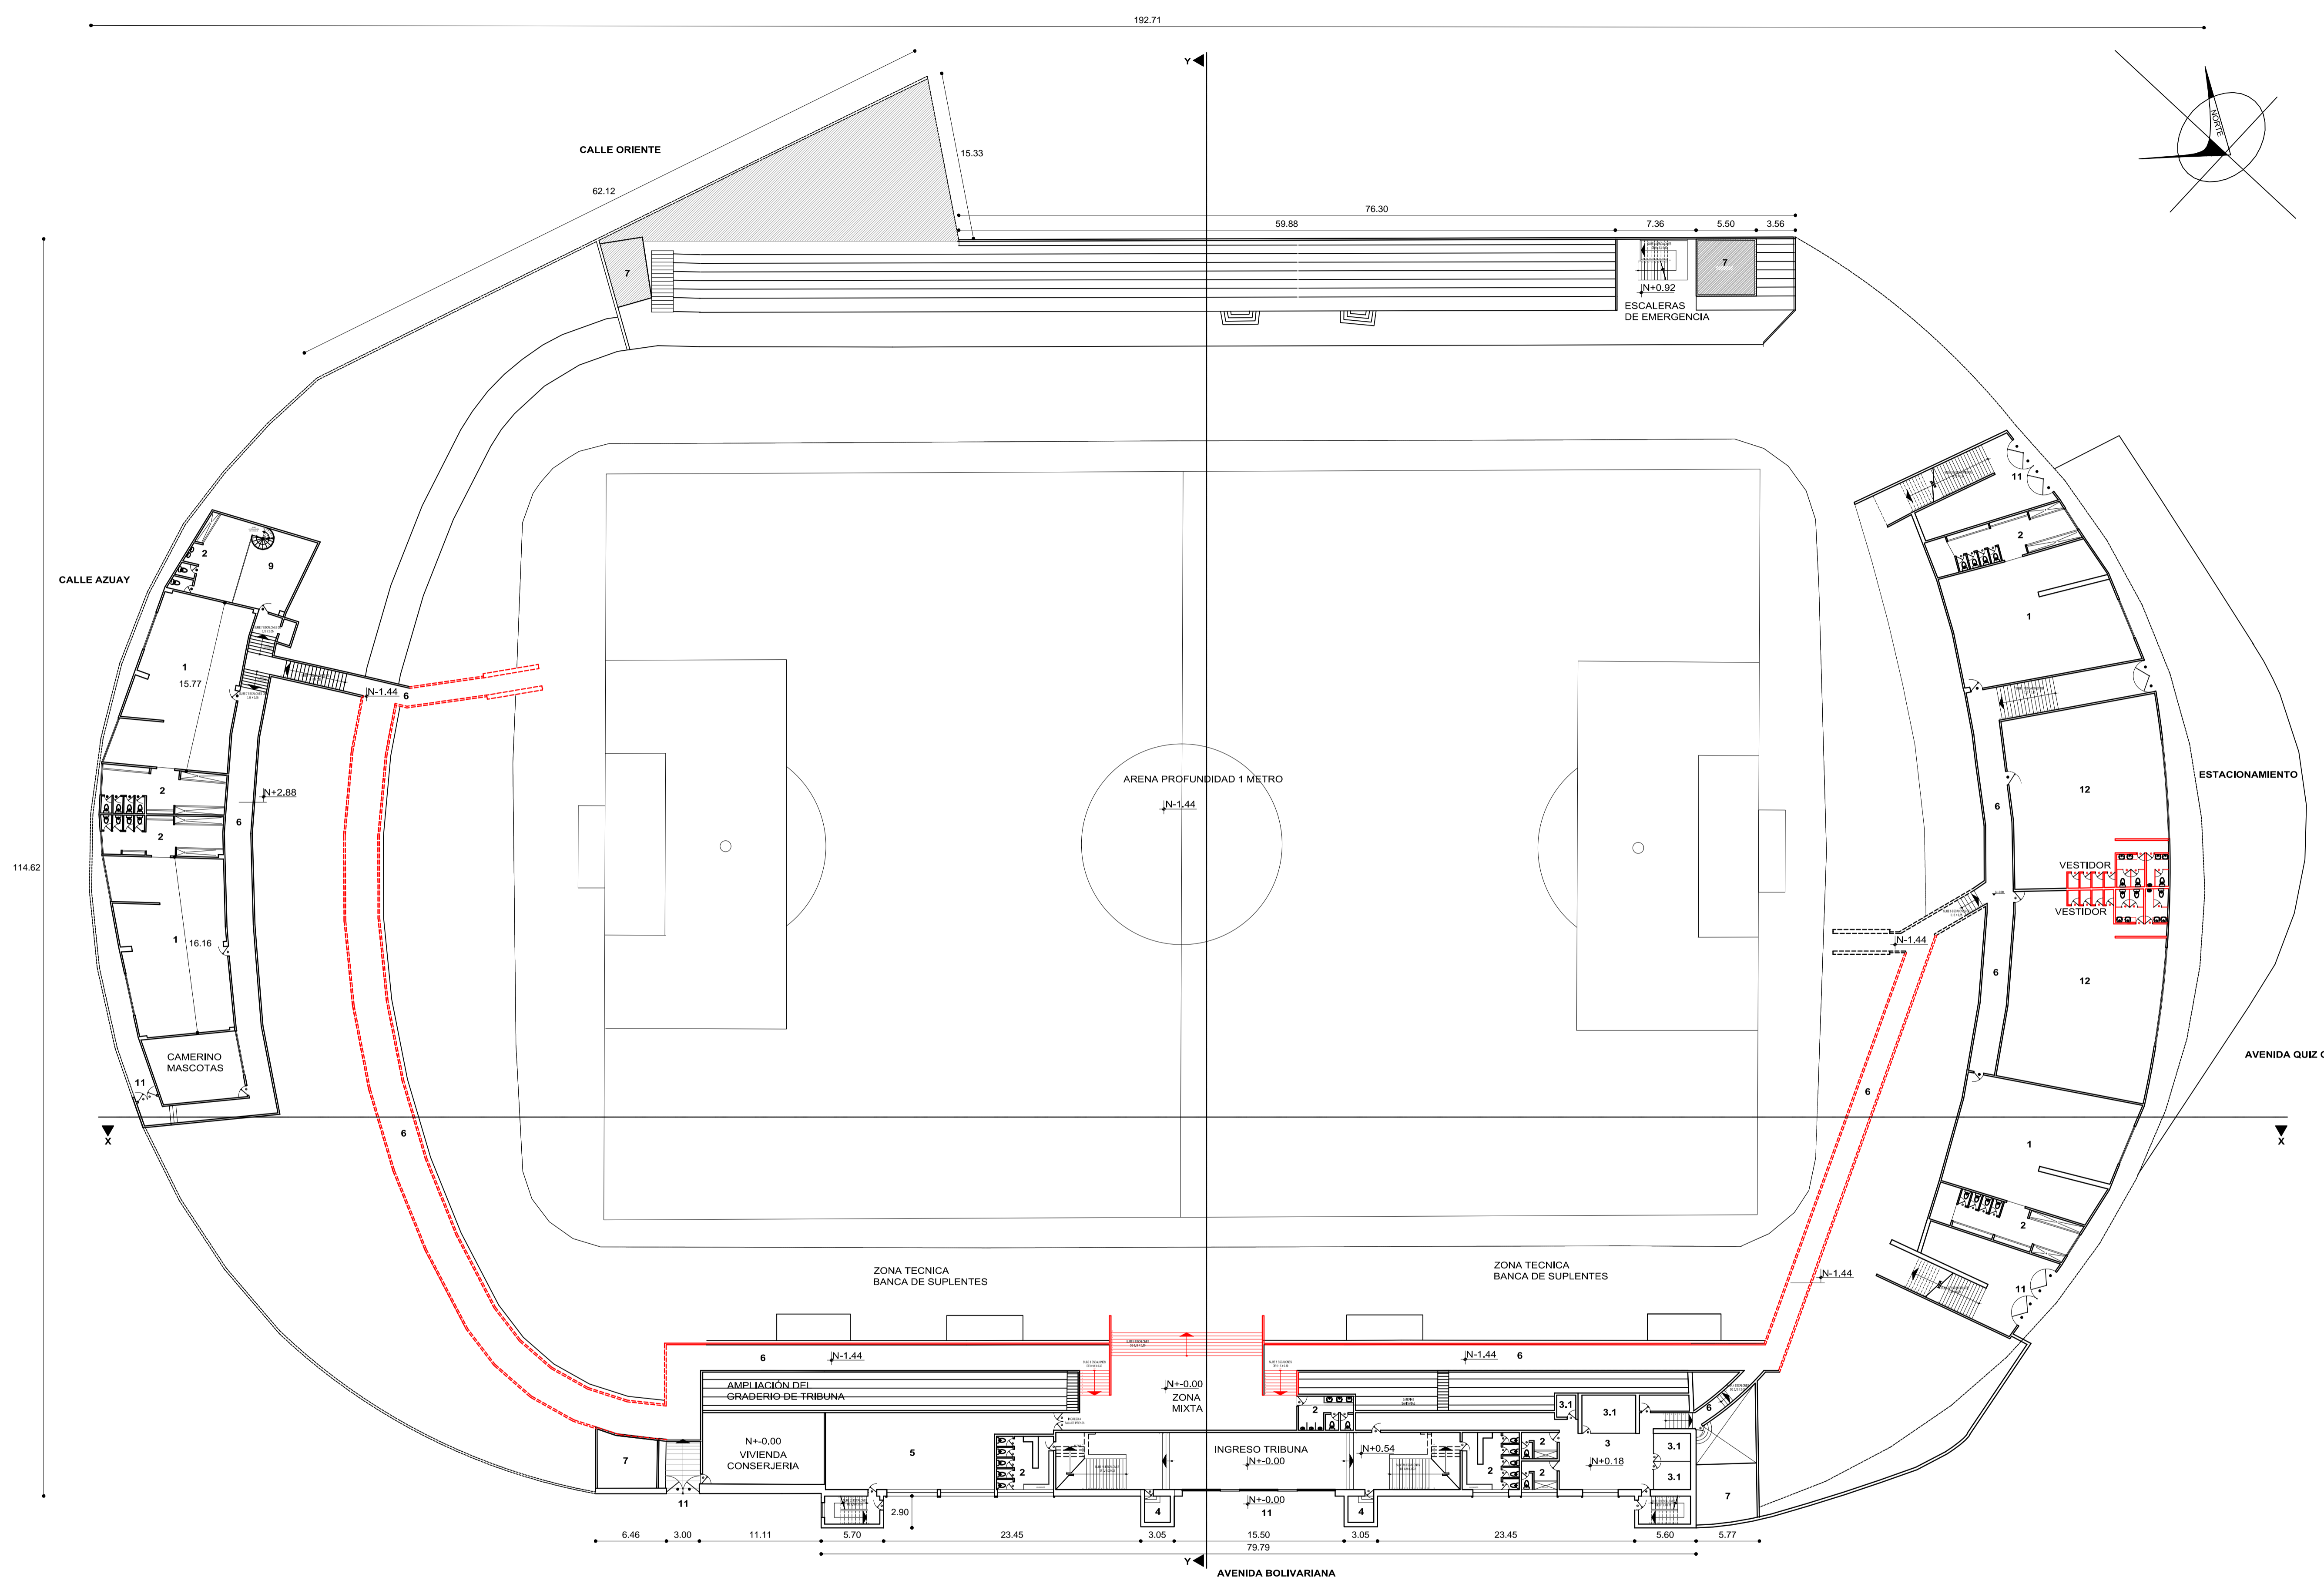 192.71
Y
CALLE ORIENTE
15.33
NORTE
62.12
76.30
59.88
7.36
5.50
3.56
7
7
N+0.92
ESCALERAS
DE EMERGENCIA
11
2
2
9
CALLE AZUAY
1
1
15.77
N-1.44
6
ESTACIONAMIENTO
ARENA PROFUNDIDAD 1 METRO
N-1.44
2
N+2.88
12
6
6
2
114.62
VESTIDOR
VESTIDOR
1
16.16
N-1.44
6
12
CAMERINO
MASCOTAS
AVENIDA QUIZ
11
6
6
X
X
1
2
ZONA TECNICA
BANCA DE SUPLENTES
ZONA TECNICA
BANCA DE SUPLENTES
N-1.44
11
6
N-1.44
N-1.44
6
AMPLIACIÓN DEL
GRADERIO DE TRIBUNA
N+-0.00
ZONA
MIXTA
2
3.1
3.1
6
N+-0.00
VIVIENDA
CONSERJERIA
5
INGRESO TRIBUNA
N+-0.00
N+0.54
2
3
3.1
7
2
2
2
N+0.18
3.1
7
11
2.90
4
N+-0.00
11
4
6.46
3.00
11.11
5.70
23.45
3.05
15.50
3.05
23.45
5.60
5.77
79.79
Y
AVENIDA BOLIVARIANA